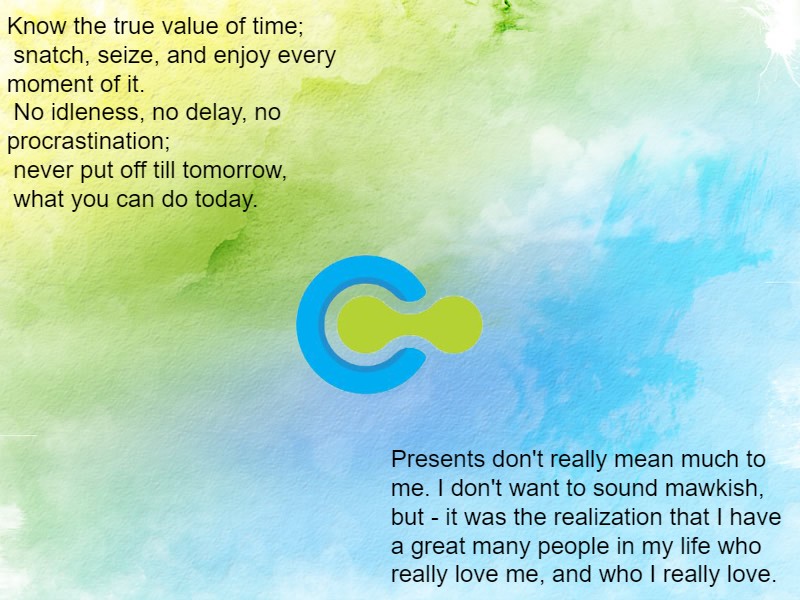 Know the true value of time;
snatch, seize, and enjoy every
moment of it.
No idleness, no delay, no
procrastination;
never put off till tomorrow,
what you can do today.
Presents don't really mean much to
me. I don't want to sound mawkish,
but - it was the realization that I have
a great many people in my life who
really love me, and who I really love.